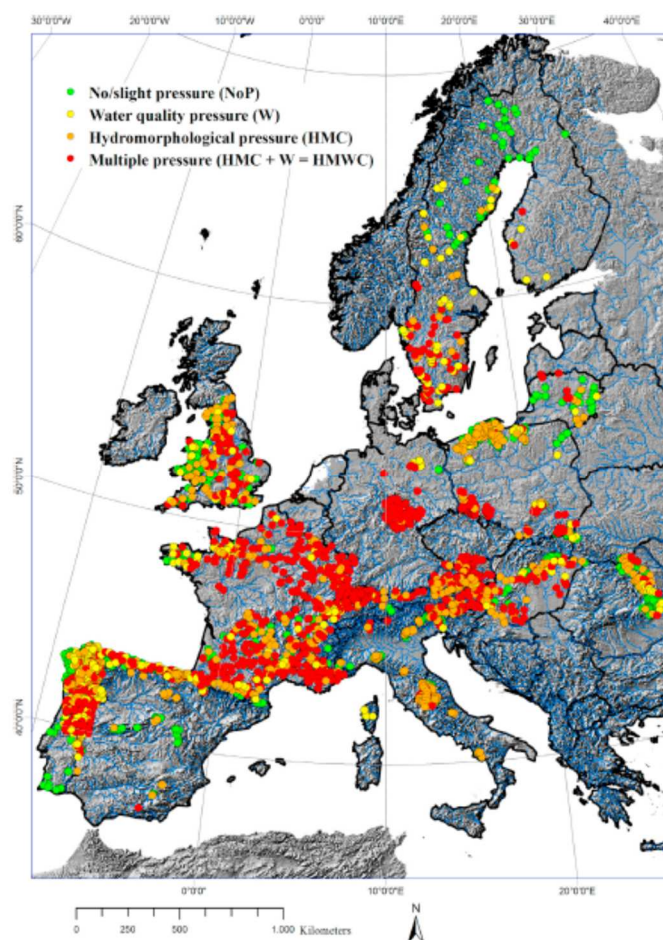 30°0'0"W 20°0'0"W 10°0'0"W 0°0'0" 10°0'0"E 20°0'0"E 30°0'0"E 40°0'0"E
No/slight pressure (NoP)
Water quality pressure (W)
Hydromorphological pressure (HMC)
Multiple pressure (HMC + W = HMWC)
60°0'0"N
50°0'0"N
40°0'0"N
0°0'0" 10°0'0"E 20°0'0"E
0 250 500 1.000 Kilometers
N